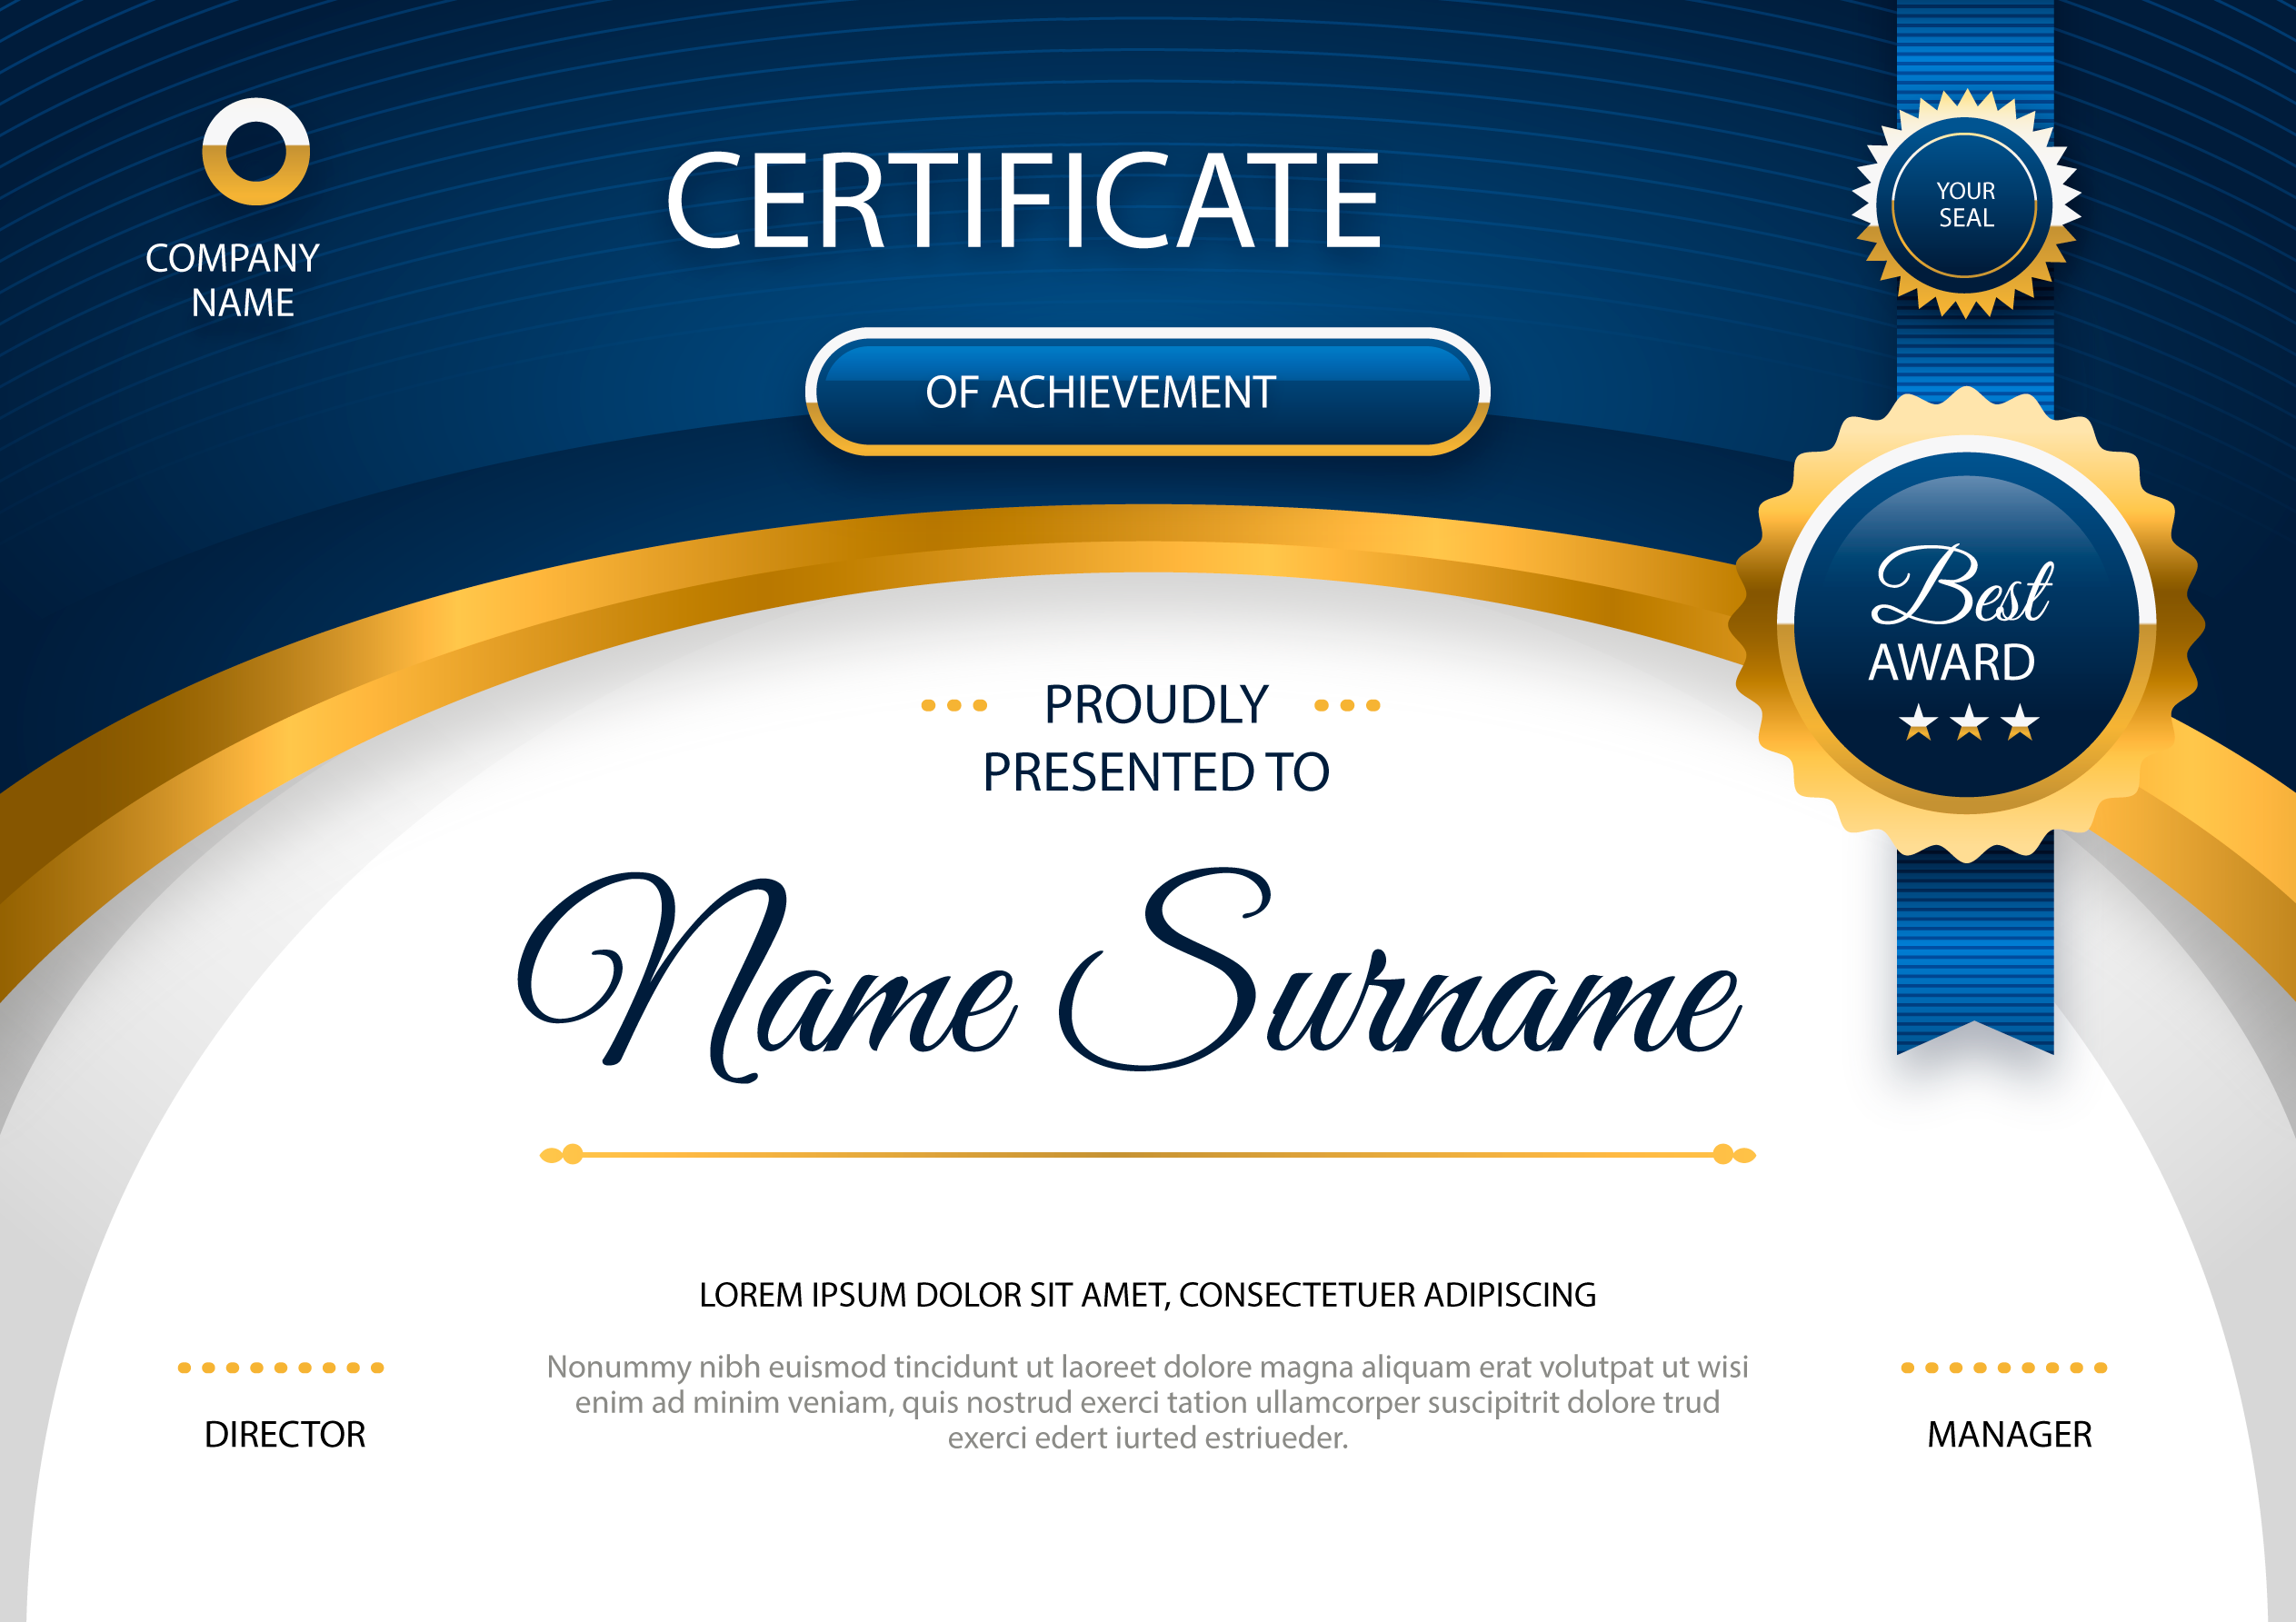 COMPANY
NAME
CERTIFICATE
OF ACHIEVEMENT
YOUR
SEAL
Best
AWARD
PROUDLY
PRESENTED TO
Name Surname
LOREM IPSUM DOLOR SIT AMET, CONSECTETUER ADIPISCING
Nonummy nibh euismod tincidunt ut laoreet dolore magna aliquam erat volutpat ut wisi
enim ad minim veniam, quis nostrud exerci tation ullamcorper suscipitrit dolore trud
exerci edert iurted estriueder.
DIRECTOR
MANAGER